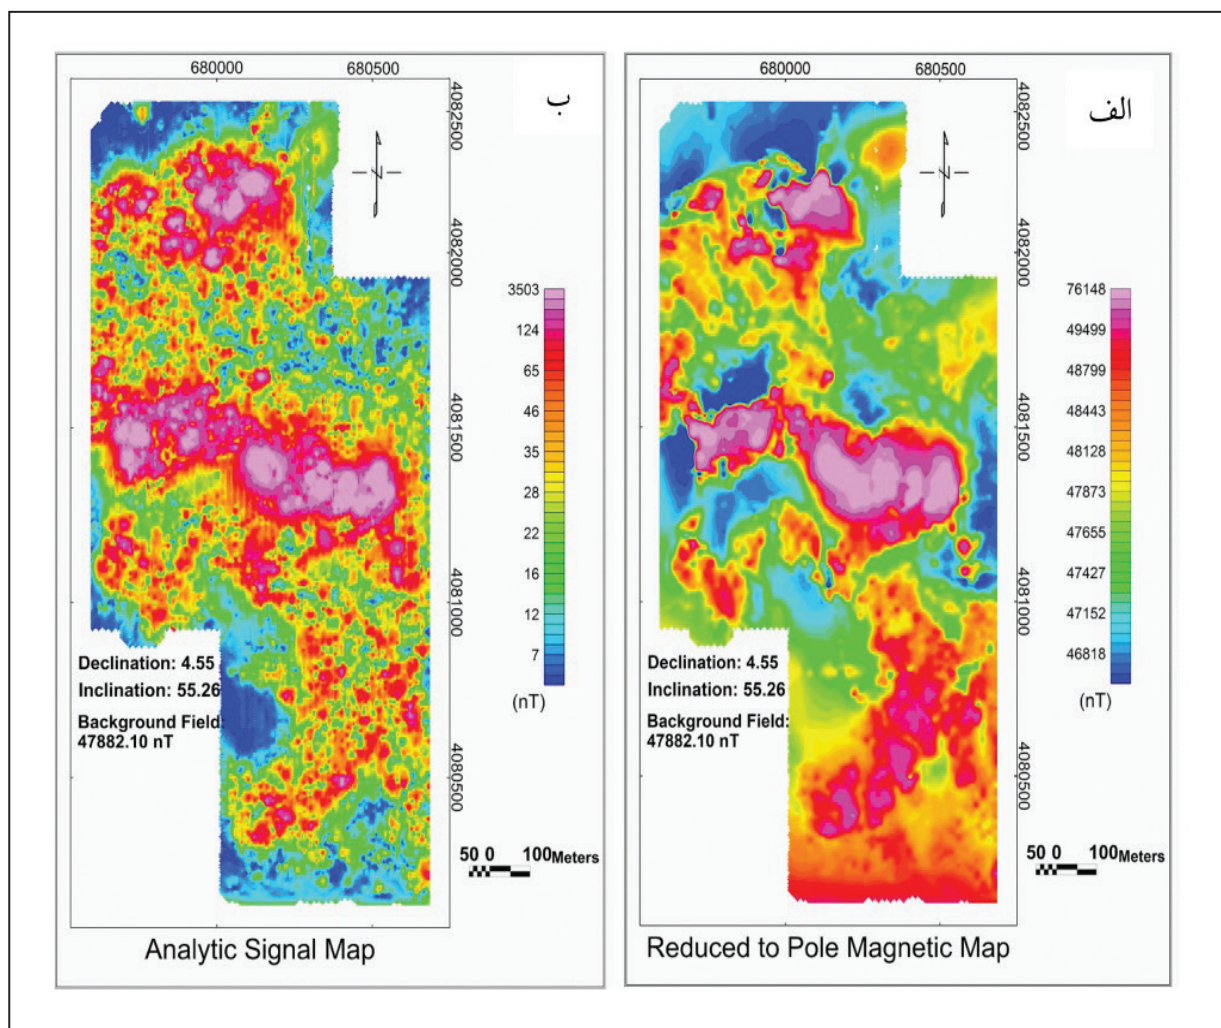 680000 680500
ب
4082500
4082000
4081500
4081000
4080500
3503
124
65
46
35
28
22
16
12
7
(nT)
Declination: 4.55
Inclination: 55.26
Background Field:
47882.10 nT
50 0 100Meters
Analytic Signal Map
680000 680500
الف
4082500
4082000
4081500
4081000
4080500
76148
49499
48799
48443
48128
47873
47655
47427
47152
46818
(nT)
Declination: 4.55
Inclination: 55.26
Background Field:
47882.10 nT
50 0 100Meters
Reduced to Pole Magnetic Map